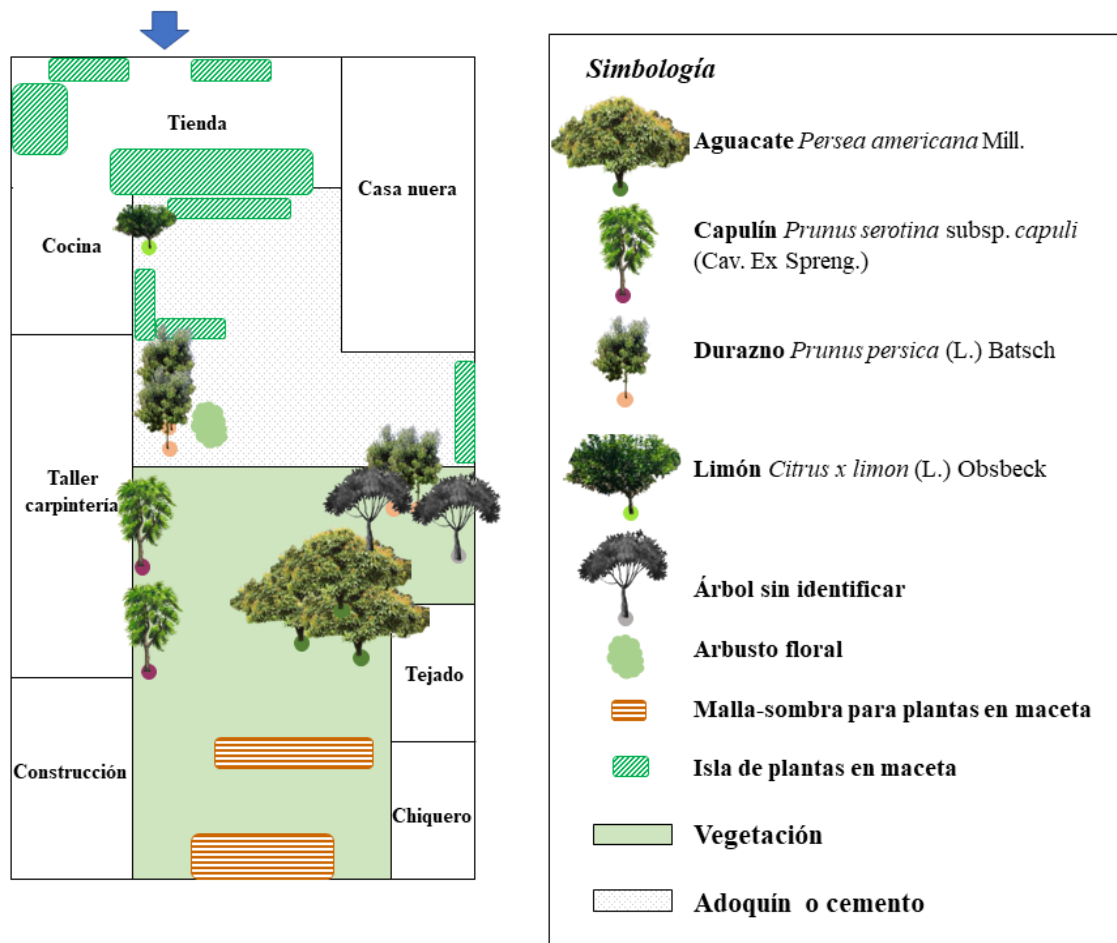 Tienda
Casa nuera
Cocina
Taller
carpintería
Tejado
Construcción
Chiquero
Simbología
Aguacate Persea americana Mill.
Capulín Prunus serotina subsp. capuli
(Cav. Ex Spreng.)
Durazno Prunus persica (L.) Batsch
Limón Citrus x limon (L.) Obsbeck
Árbol sin identificar
Arbusto floral
Malla-sombra para plantas en maceta
Isla de plantas en maceta
Vegetación
Adoquín o cemento